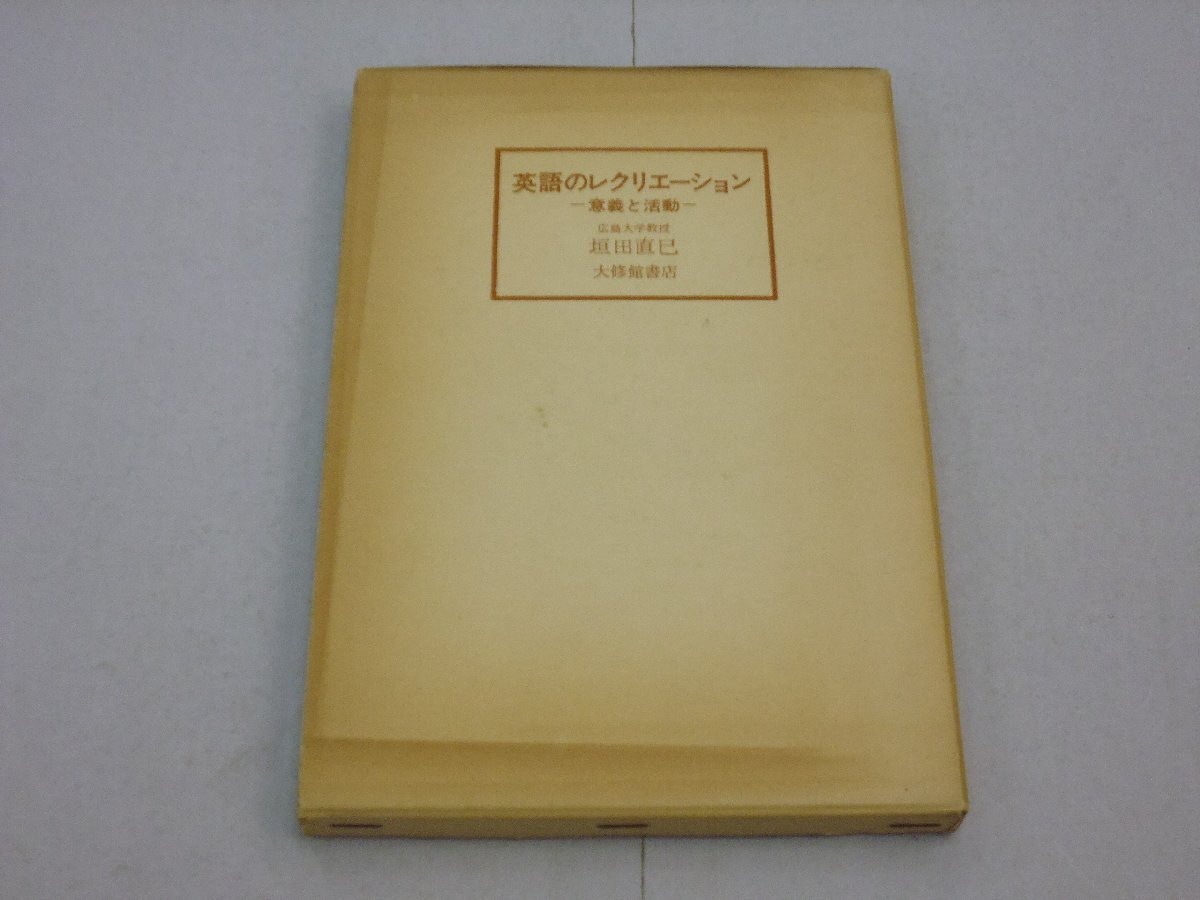 英語のレクリエーション
―意義と活動―
広島大学教授
垣田直巳
大修館書店